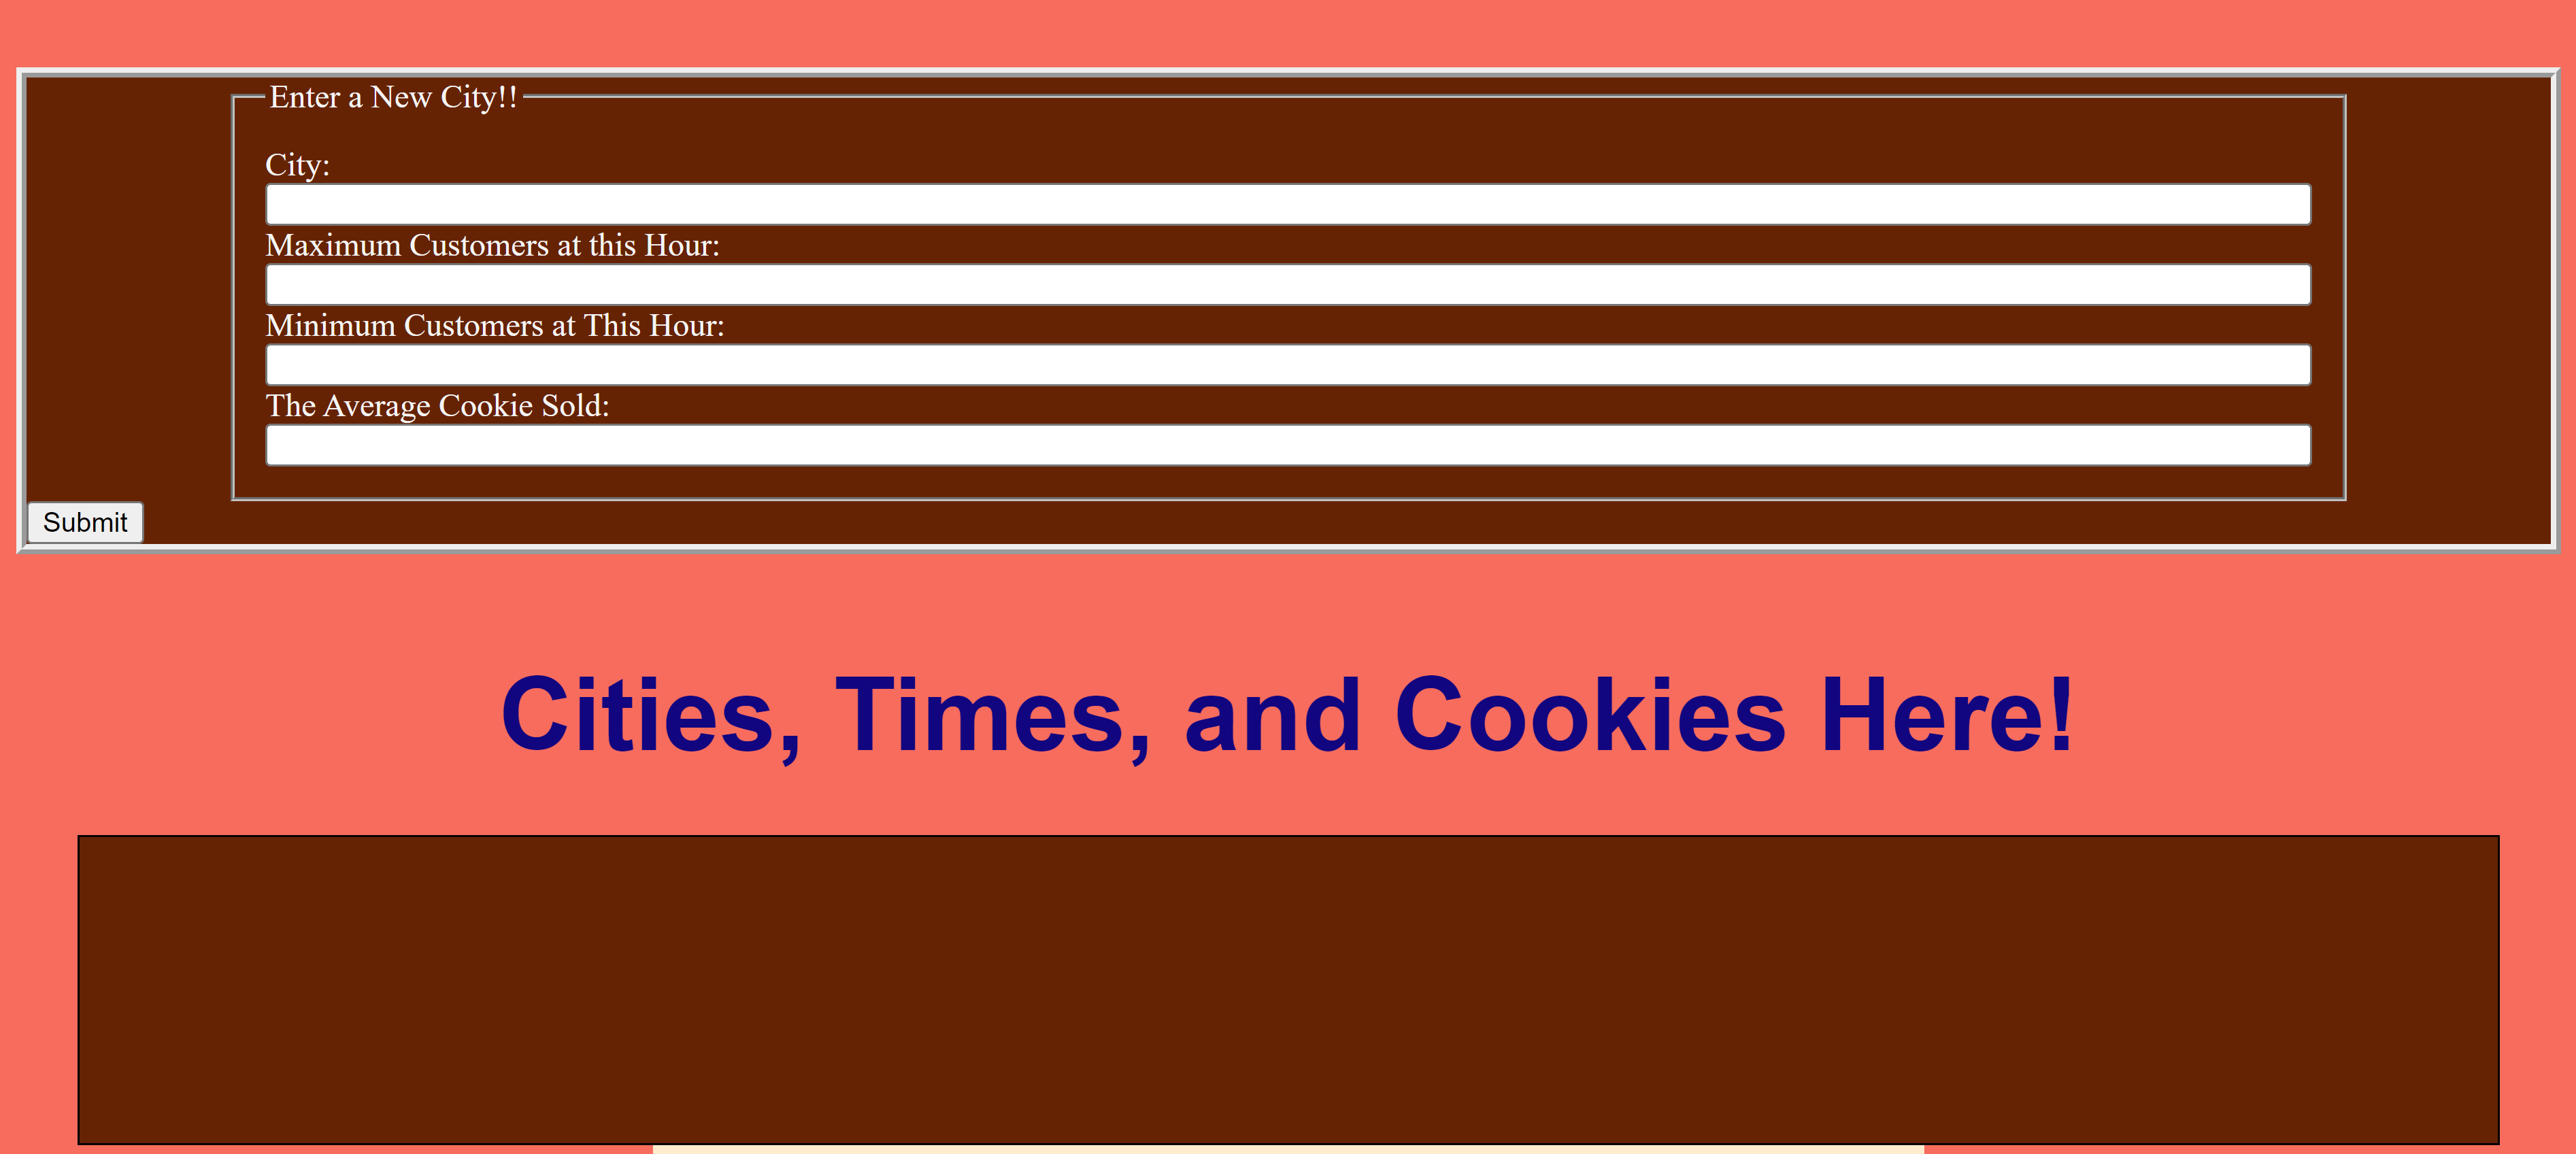 Enter a New City!!
City:
Maximum Customers at this Hour:
Minimum Customers at This Hour:
The Average Cookie Sold:
Submit
Cities, Times, and Cookies Here!